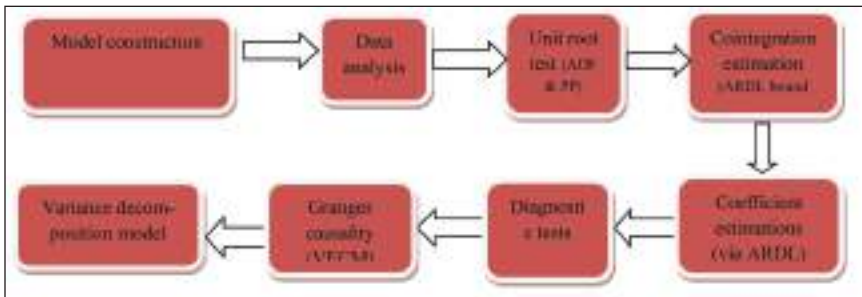 Model construction
Data
analysis
Unit root
test (ADF
& PP)
Cointegration
estimation
(ARDL bound
Coefficient
estimations
(via ARDL)
Diagnosti
c tests
Granger
causality
(VECM)
Variance decom-
position model